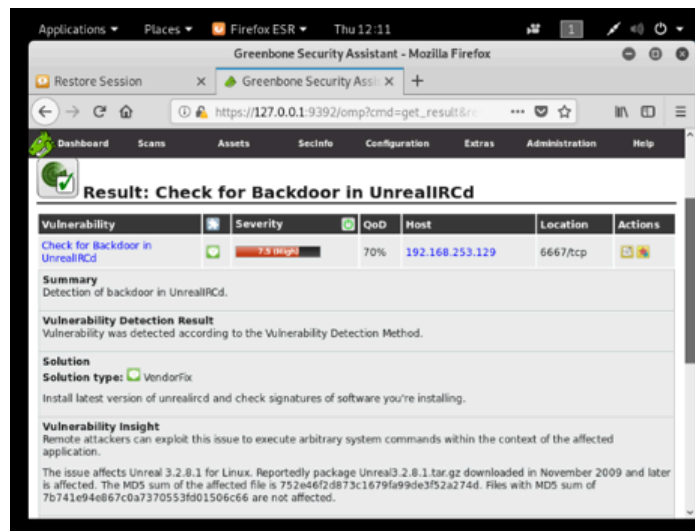 Applications Places Firefox ESR Thu 12:11 1
Greenbone Security Assistant - Mozilla Firefox
Restore Session Greenbone Security Assi
https://127.0.0.1:9392/omp?cmd=get_result&re
Dashboard Scans Assets SecInfo Configuration Extras Administration Help
Result: Check for Backdoor in UnrealIRCd
Vulnerability Severity QoD Host Location Actions
Check for Backdoor in UnrealIRCd 7.5 (High) 70% 192.168.253.129 6667/tcp
Summary
Detection of backdoor in UnrealIRCd.
Vulnerability Detection Result
Vulnerability was detected according to the Vulnerability Detection Method.
Solution
Solution type: VendorFix
Install latest version of unrealircd and check signatures of software you're installing.
Vulnerability Insight
Remote attackers can exploit this issue to execute arbitrary system commands within the context of the affected
application.
The issue affects Unreal 3.2.8.1 for Linux. Reportedly package Unreal3.2.8.1.tar.gz downloaded in November 2009 and later
is affected. The MD5 sum of the affected file is 752e46f2d873c1679fa99de3f52a274d. Files with MD5 sum of
7b741e94e867c0a7370553fd01506c66 are not affected.